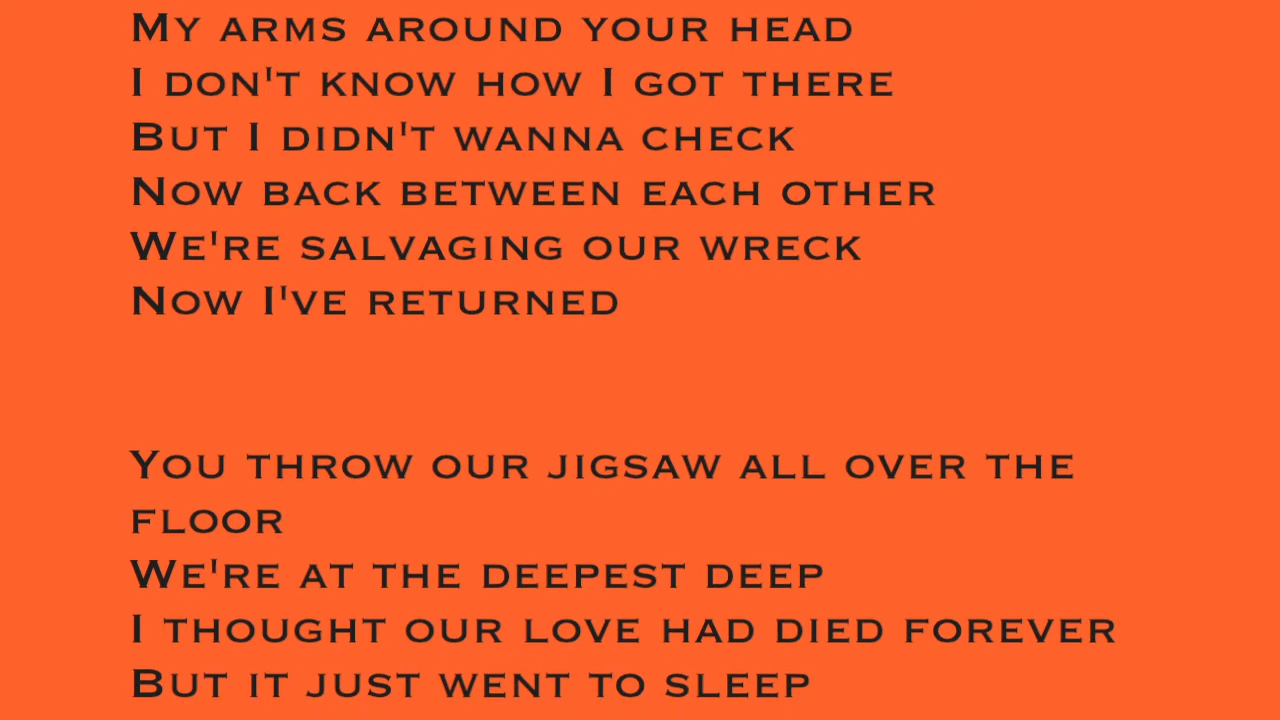 My arms around your head
I don't know how I got there
But I didn't wanna check
Now back between each other
We're salvaging our wreck
Now I've returned
You throw our jigsaw all over the
floor
We're at the deepest deep
I thought our love had died forever
But it just went to sleep